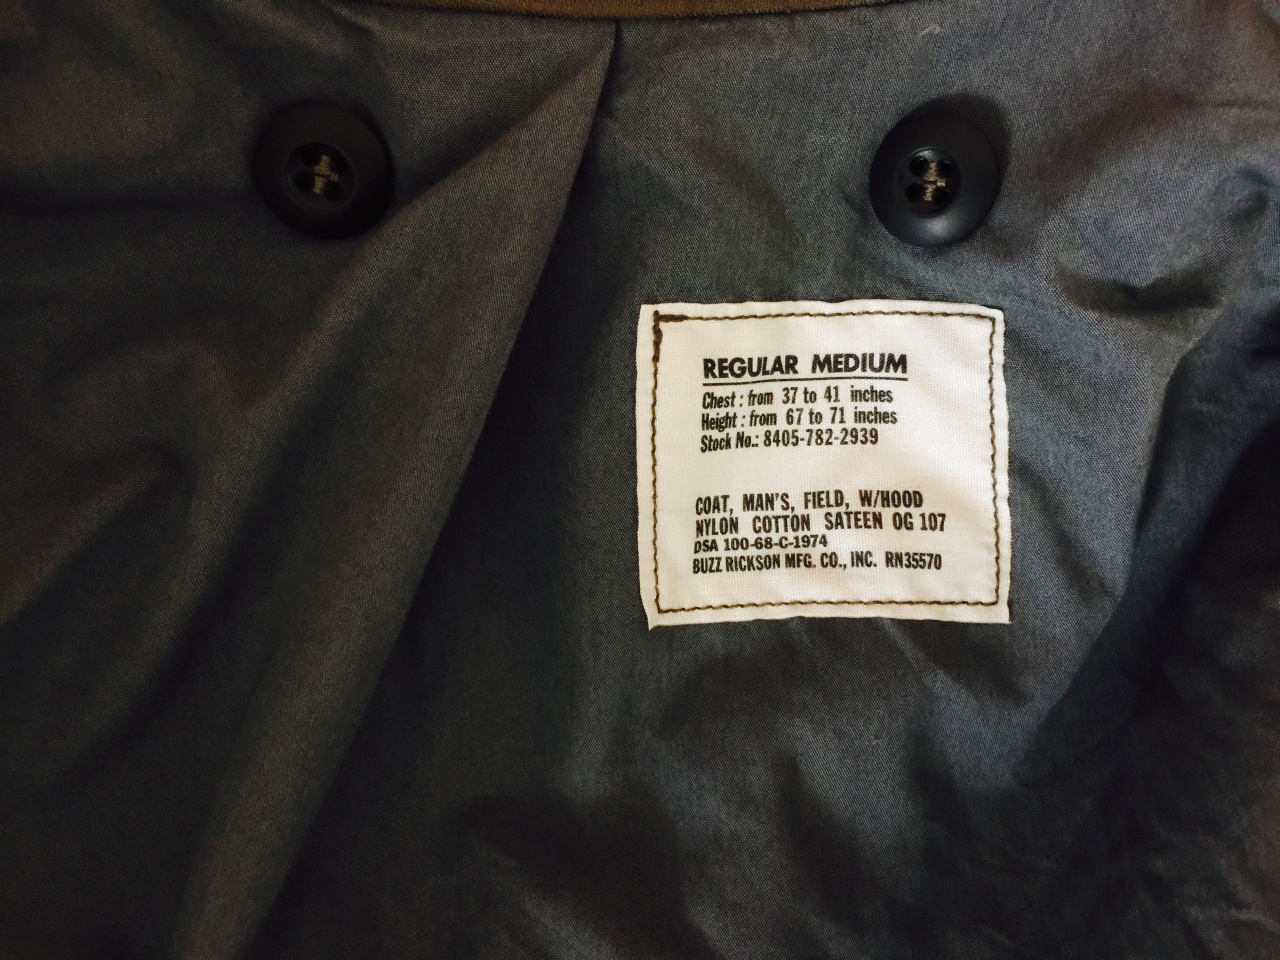 REGULAR MEDIUM
Chest : from 37 to 41 inches
Height : from 67 to 71 inches
Stock No.: 8405-782-2939
COAT, MAN'S, FIELD, W/HOOD
NYLON COTTON SATEEN OG 107
DSA 100-68-C-1974
BUZZ RICKSON MFG. CO., INC. RN35570